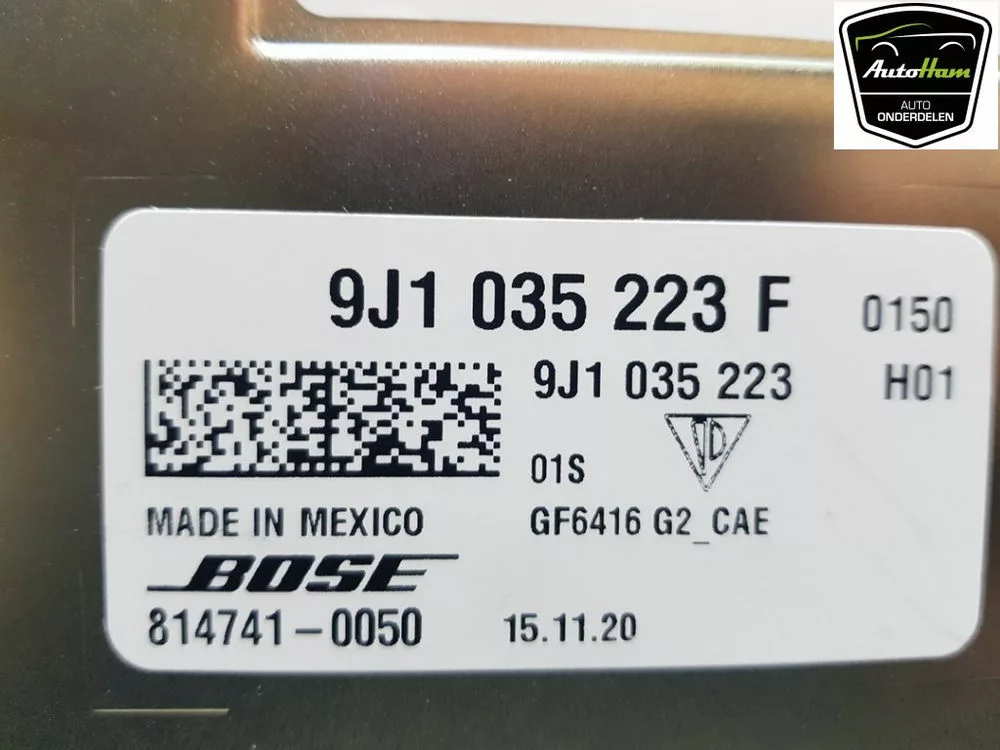 AutoHam
AUTO
ONDERDELEN
9J1 035 223 F 0150
9J1 035 223 H01
01S
MADE IN MEXICO GF6416 G2_CAE
BOSE
814741-0050 15.11.20